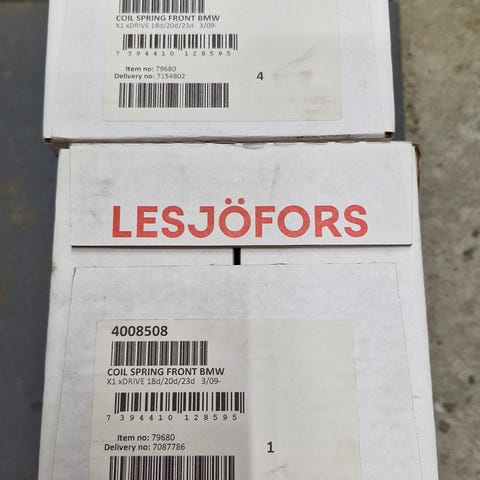 COIL SPRING FRONT BMW
X1 xDRIVE 18d/20d/23d 3/09-
7 394410 128595
Item no: 79680
Delivery no: 7154802
4
LESJÖFORS
4008508
COIL SPRING FRONT BMW
X1 xDRIVE 18d/20d/23d 3/09-
7 394410 128595
Item no: 79680
Delivery no: 7087786
1